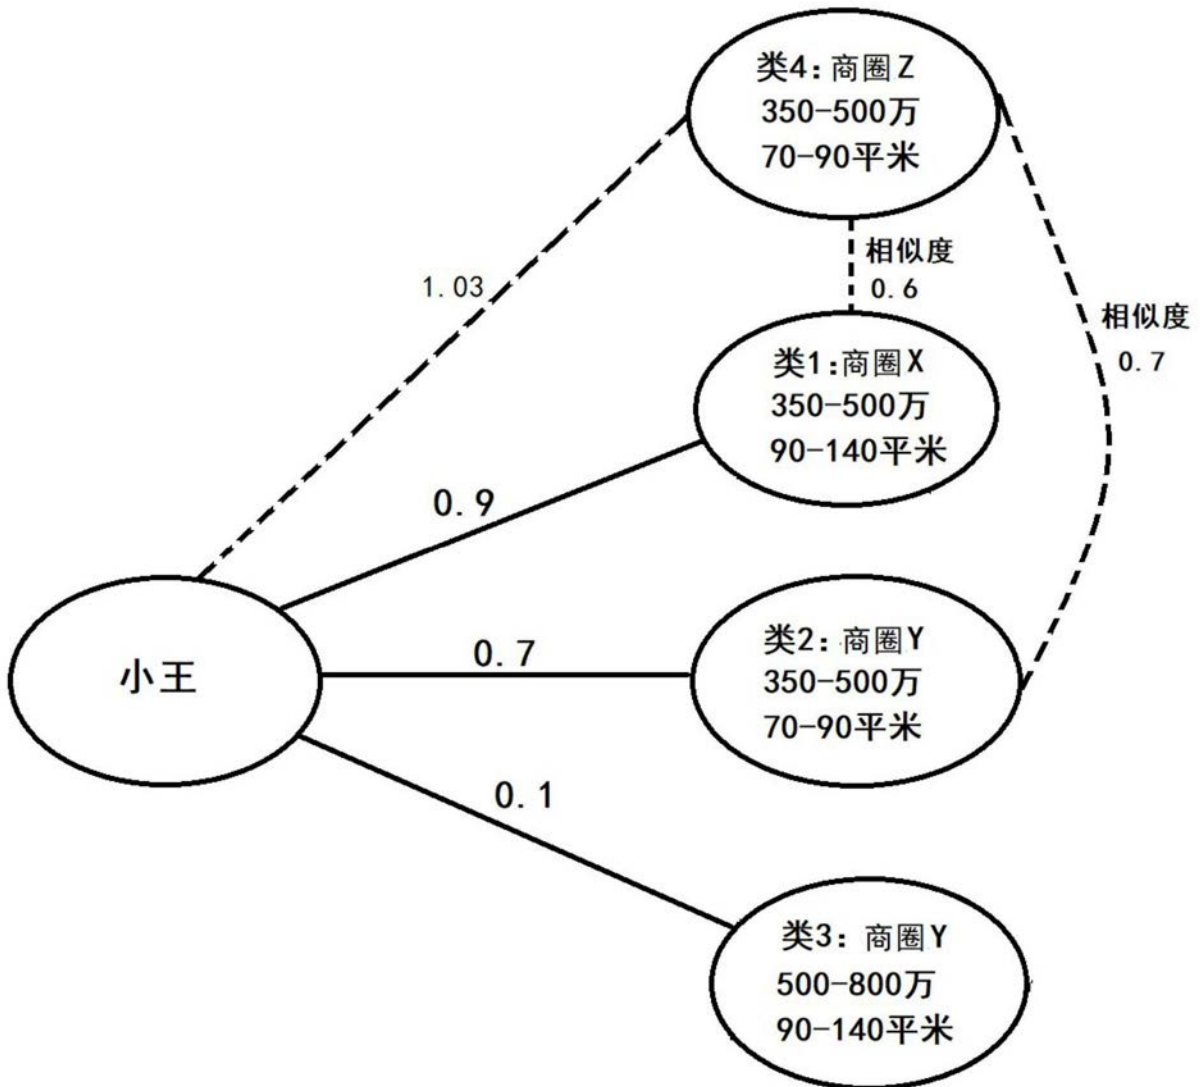 类4：商圈Z
350-500万
70-90平米
相似度
0.6
1.03
相似度
0.7
类1:商圈X
350-500万
90-140平米
0.9
类2：商圈Y
350-500万
70-90平米
0.7
小王
0.1
类3：商圈Y
500-800万
90-140平米